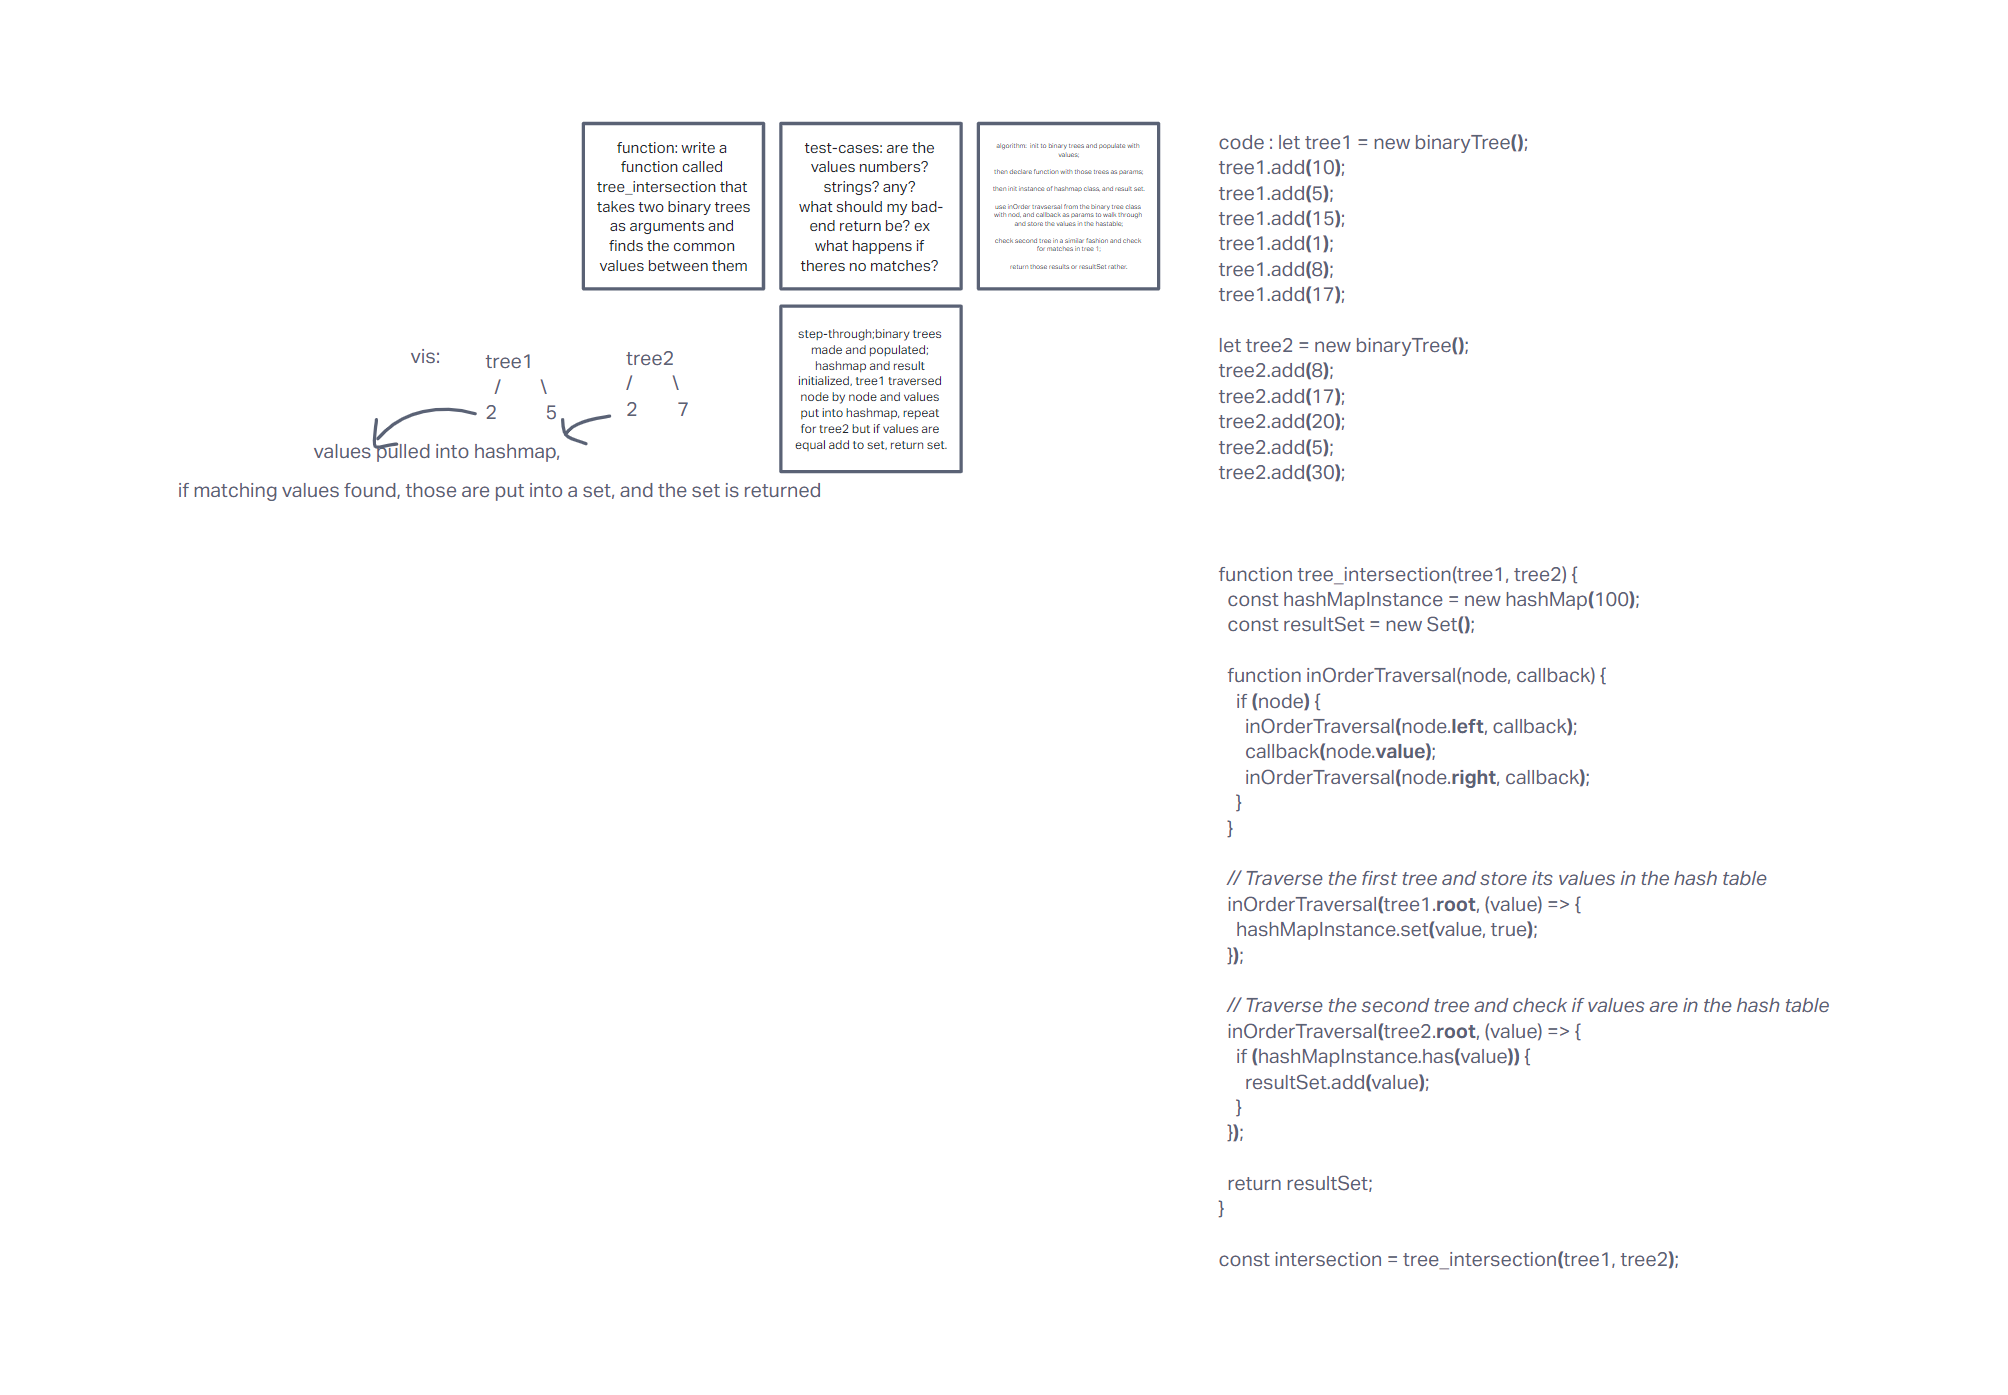 function: write a
function called
tree_intersection that
takes two binary trees
as arguments and
finds the common
values between them
test-cases: are the
values numbers?
strings? any?
what should my bad-
end return be? ex
what happens if
theres no matches?
algorithm: init to binary trees and populate with
values;
then declare function with those trees as params;
then init instance of hashmap class, and result set.
use inOrder travsersal from the binary tree class
with nod, and callback as params to walk through
and store the values in the hastable;
check second tree in a similar fashion and check
for matches in tree 1;
return those results or resultSet rather.
step-through;binary trees
made and populated;
hashmap and result
initialized, tree1 traversed
node by node and values
put into hashmap, repeat
for tree2 but if values are
equal add to set, return set.
vis:
tree1
/ \
2 5
tree2
/ \
2 7
values pulled into hashmap,
if matching values found, those are put into a set, and the set is returned
code : let tree1 = new binaryTree();
tree1.add(10);
tree1.add(5);
tree1.add(15);
tree1.add(1);
tree1.add(8);
tree1.add(17);
let tree2 = new binaryTree();
tree2.add(8);
tree2.add(17);
tree2.add(20);
tree2.add(5);
tree2.add(30);
function tree_intersection(tree1, tree2) {
const hashMapInstance = new hashMap(100);
const resultSet = new Set();
function inOrderTraversal(node, callback) {
if (node) {
inOrderTraversal(node.left, callback);
callback(node.value);
inOrderTraversal(node.right, callback);
}
}
// Traverse the first tree and store its values in the hash table
inOrderTraversal(tree1.root, (value) => {
hashMapInstance.set(value, true);
});
// Traverse the second tree and check if values are in the hash table
inOrderTraversal(tree2.root, (value) => {
if (hashMapInstance.has(value)) {
resultSet.add(value);
}
});
return resultSet;
}
const intersection = tree_intersection(tree1, tree2);